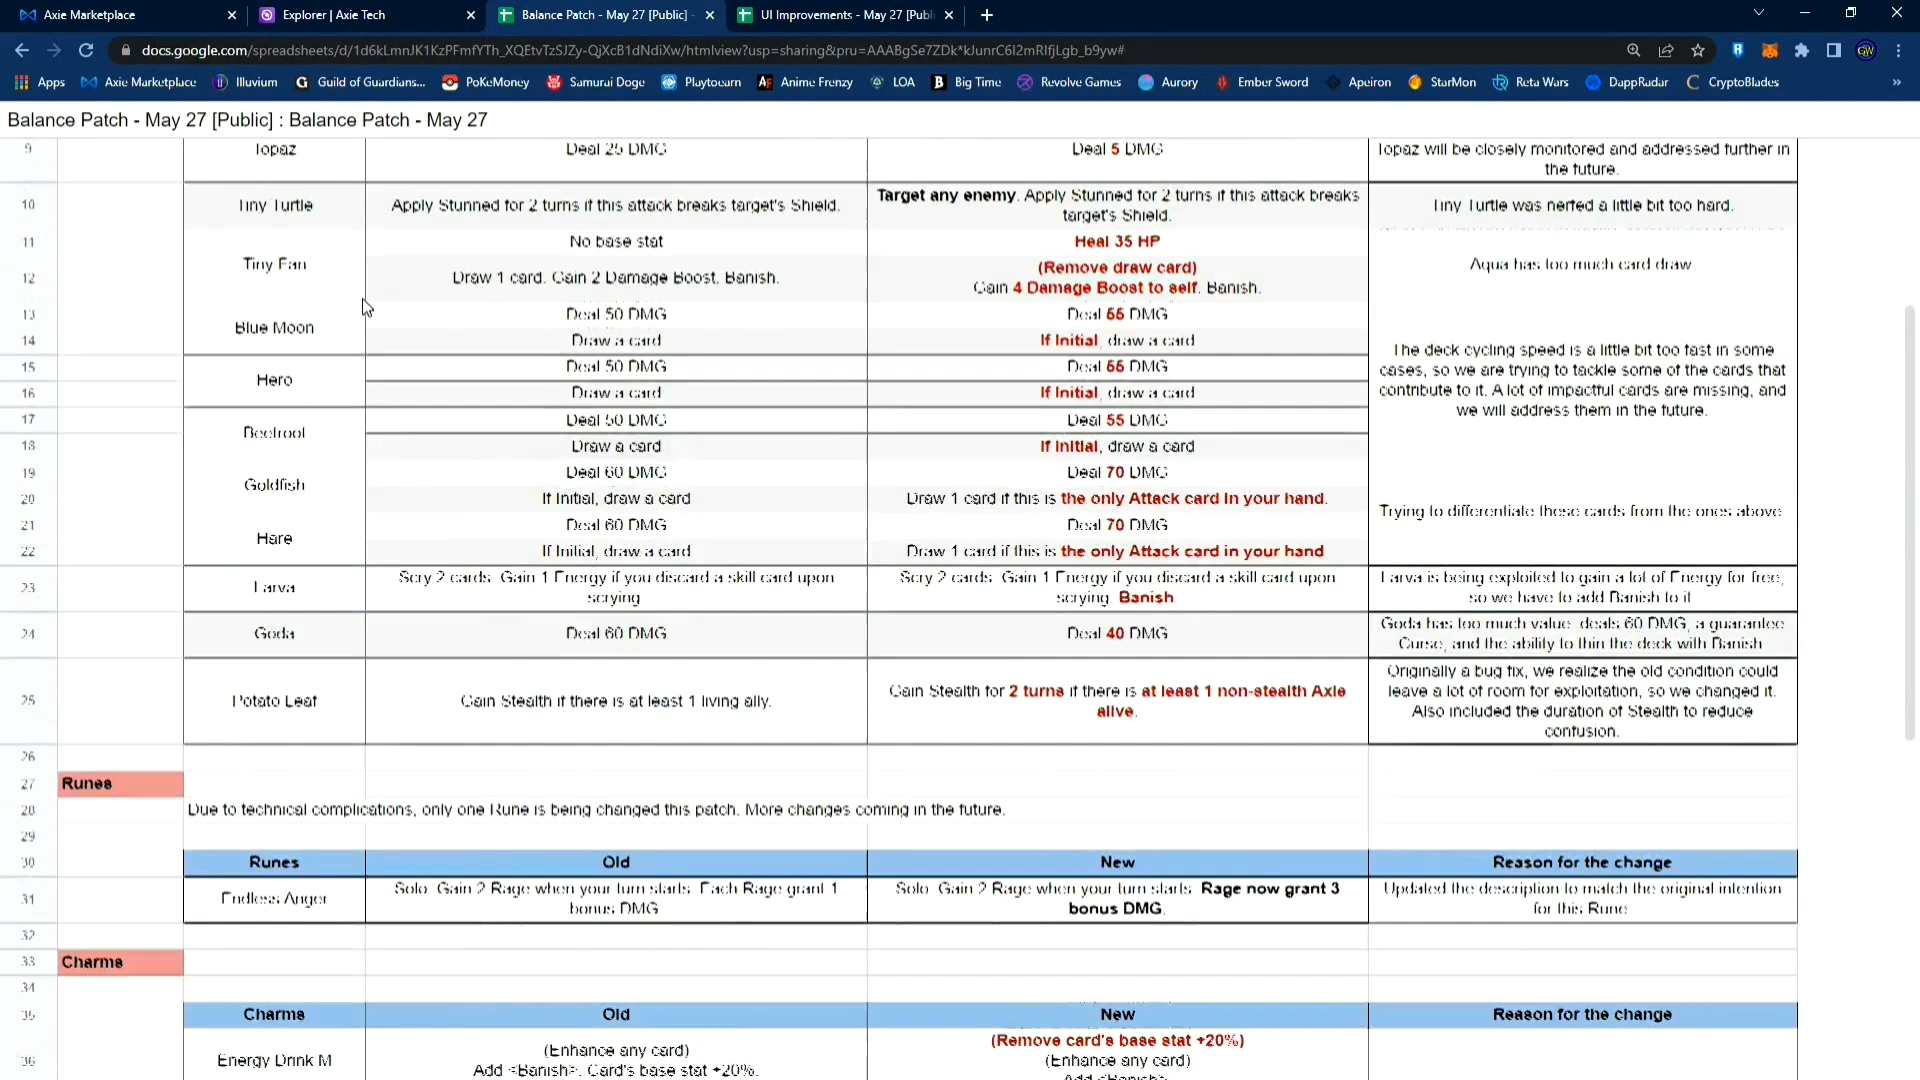 Axie Marketplace
Explorer | Axie Tech
Balance Patch - May 27 [Public] -
UI Improvements - May 27 [Publi
docs.google.com/spreadsheets/d/1d6kLmnJK1KzPFmfYTh_XQEtvTzSJZy-QjXcB1dNdiXw/htmlview?usp=sharing&pru=AAABgSe7ZDk*kJunrC6I2mRIfjLgb_b9yw#
Apps Axie Marketplace Illuvium Guild of Guardians... PoKeMoney Samurai Doge Playtoearn Anime Frenzy LOA Big Time Revolve Games Aurory Ember Sword Apeiron StarMon Reta Wars DappRadar CryptoBlades »
Balance Patch - May 27 [Public] : Balance Patch - May 27
9 Topaz Deal 25 DMG Deal 5 DMG Topaz will be closely monitored and addressed further in
the future.
10 Tiny Turtle Apply Stunned for 2 turns if this attack breaks target's Shield. Target any enemy. Apply Stunned for 2 turns if this attack breaks
target's Shield. Tiny Turtle was nerfed a little bit too hard.
11 No base stat Heal 35 HP
Tiny Fan Aqua has too much card draw
12 Draw 1 card. Gain 2 Damage Boost. Banish. (Remove draw card)
Gain 4 Damage Boost to self. Banish.
13 Deal 50 DMG Deal 55 DMG
Blue Moon
14 Draw a card If Initial, draw a card
15 Deal 50 DMG Deal 55 DMG
Hero
16 Draw a card If Initial, draw a card
The deck cycling speed is a little bit too fast in some
cases, so we are trying to tackle some of the cards that
contribute to it. A lot of impactful cards are missing, and
we will address them in the future.
17 Deal 50 DMG Deal 55 DMG
Beetroot
18 Draw a card If Initial, draw a card
19 Deal 60 DMG Deal 70 DMG
Goldfish
20 If Initial, draw a card Draw 1 card if this is the only Attack card in your hand.
Trying to differentiate these cards from the ones above
21 Deal 60 DMG Deal 70 DMG
Hare
22 If Initial, draw a card Draw 1 card if this is the only Attack card in your hand
23 Larva Scry 2 cards. Gain 1 Energy if you discard a skill card upon
scrying Scry 2 cards. Gain 1 Energy if you discard a skill card upon
scrying. Banish Larva is being exploited to gain a lot of Energy for free,
so we have to add Banish to it
24 Goda Deal 60 DMG Deal 40 DMG Goda has too much value: deals 60 DMG, a guarantee
Curse, and the ability to thin the deck with Banish
25 Potato Leaf Gain Stealth if there is at least 1 living ally. Gain Stealth for 2 turns if there is at least 1 non-stealth Axie
alive. Originally a bug fix, we realize the old condition could
leave a lot of room for exploitation, so we changed it.
Also included the duration of Stealth to reduce
confusion.
26
27 Runes
28 Due to technical complications, only one Rune is being changed this patch. More changes coming in the future.
29
30 Runes Old New Reason for the change
31 Endless Anger Solo. Gain 2 Rage when your turn starts. Each Rage grant 1
bonus DMG Solo. Gain 2 Rage when your turn starts. Rage now grant 3
bonus DMG. Updated the description to match the original intention
for this Rune
32
33 Charms
34
35 Charms Old New Reason for the change
36 Energy Drink M (Enhance any card)
Add <Banish>. Card's base stat +20%. (Remove card's base stat +20%)
(Enhance any card)
Add <Banish>.